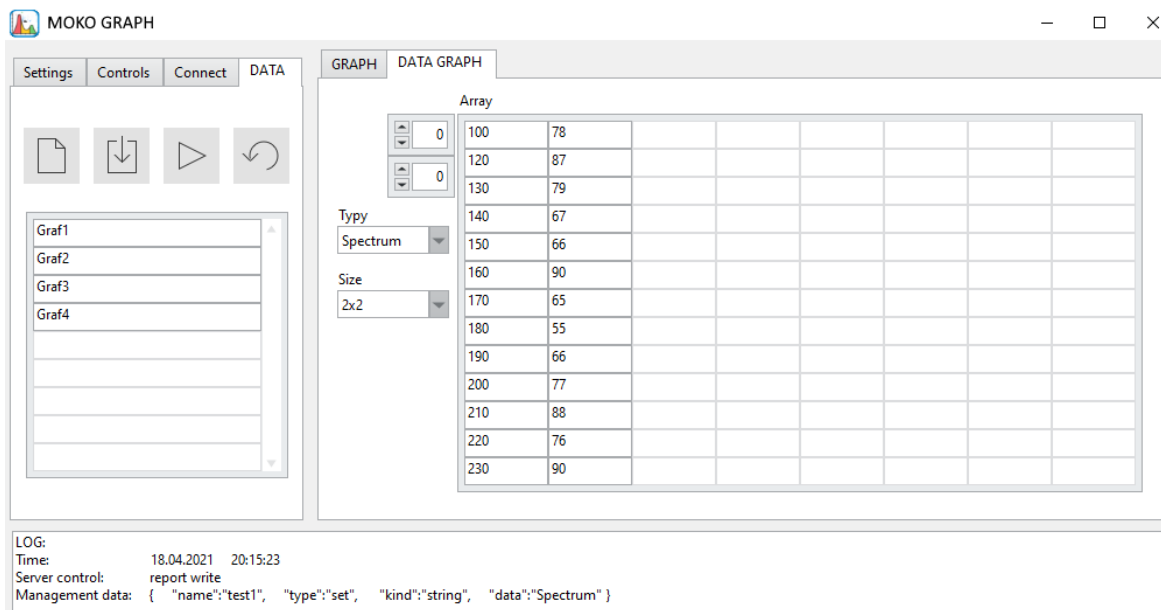 MOKO GRAPH
Settings Controls Connect DATA
GRAPH DATA GRAPH
Graf1
Graf2
Graf3
Graf4
Array
0
0
Typy
Spectrum
Size
2x2
100 78
120 87
130 79
140 67
150 66
160 90
170 65
180 55
190 66
200 77
210 88
220 76
230 90
LOG:
Time: 18.04.2021 20:15:23
Server control: report write
Management data: { "name":"test1", "type":"set", "kind":"string", "data":"Spectrum" }